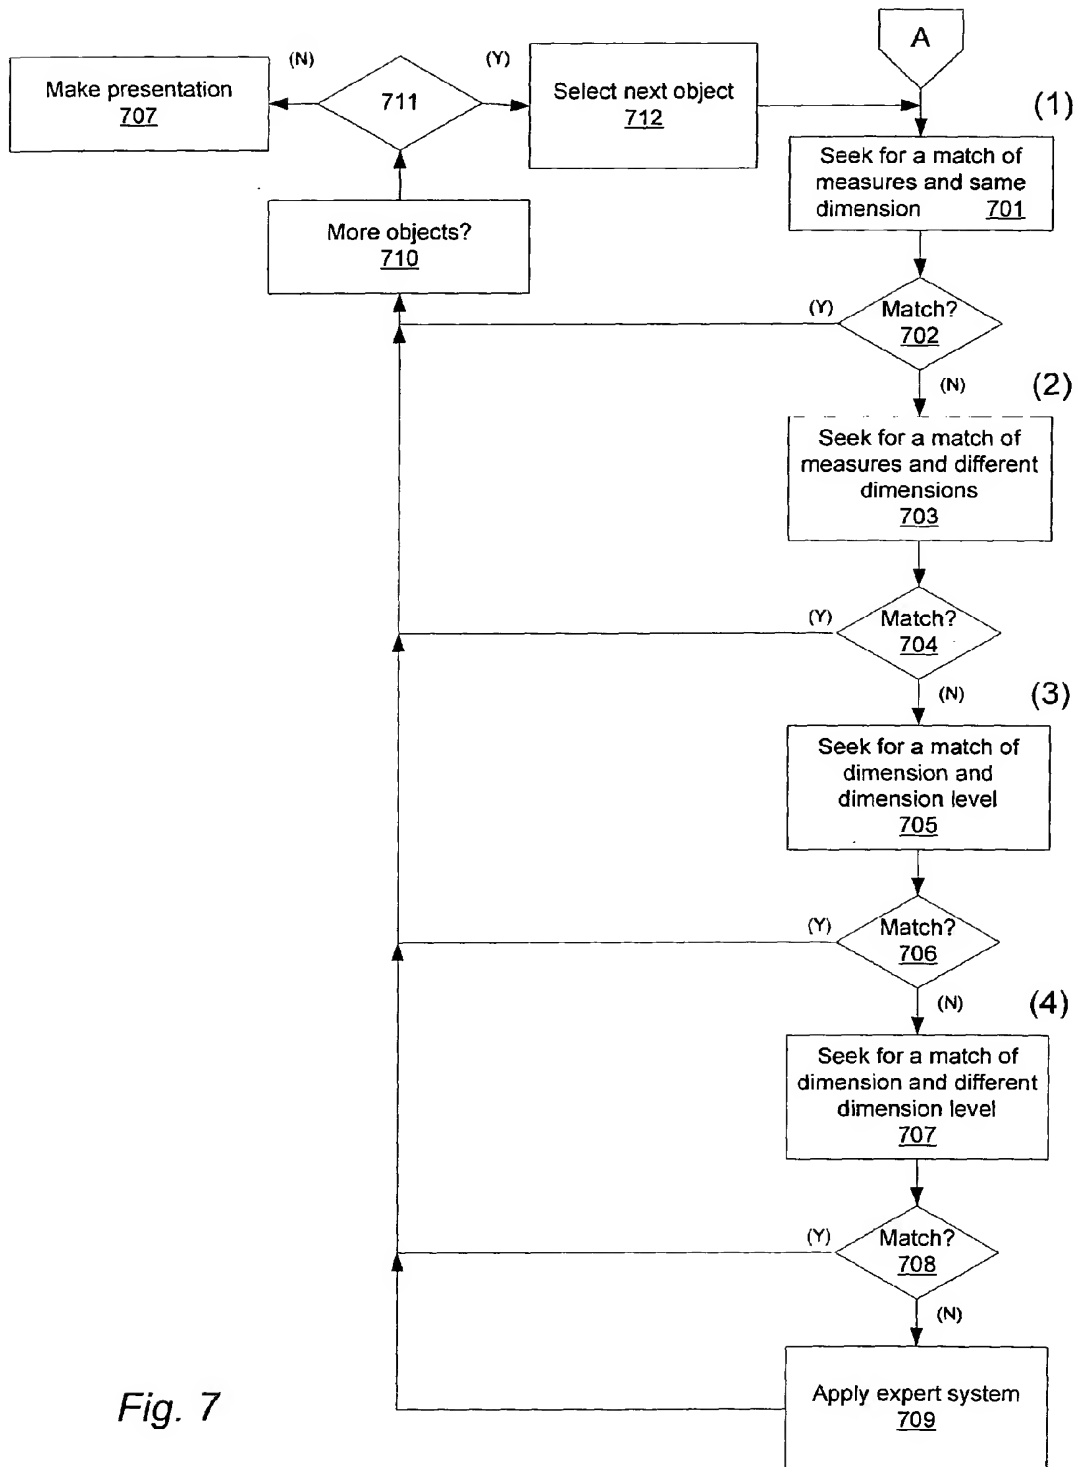 A
(N)
(Y)
Make presentation
707
711
Select next object
712
(1)
Seek for a match of
measures and same
dimension 701
More objects?
710
(Y)
Match?
702
(N)
(2)
Seek for a match of
measures and different
dimensions
703
(Y)
Match?
704
(N)
(3)
Seek for a match of
dimension and
dimension level
705
(Y)
Match?
706
(N)
(4)
Seek for a match of
dimension and different
dimension level
707
(Y)
Match?
708
(N)
Apply expert system
709
Fig. 7